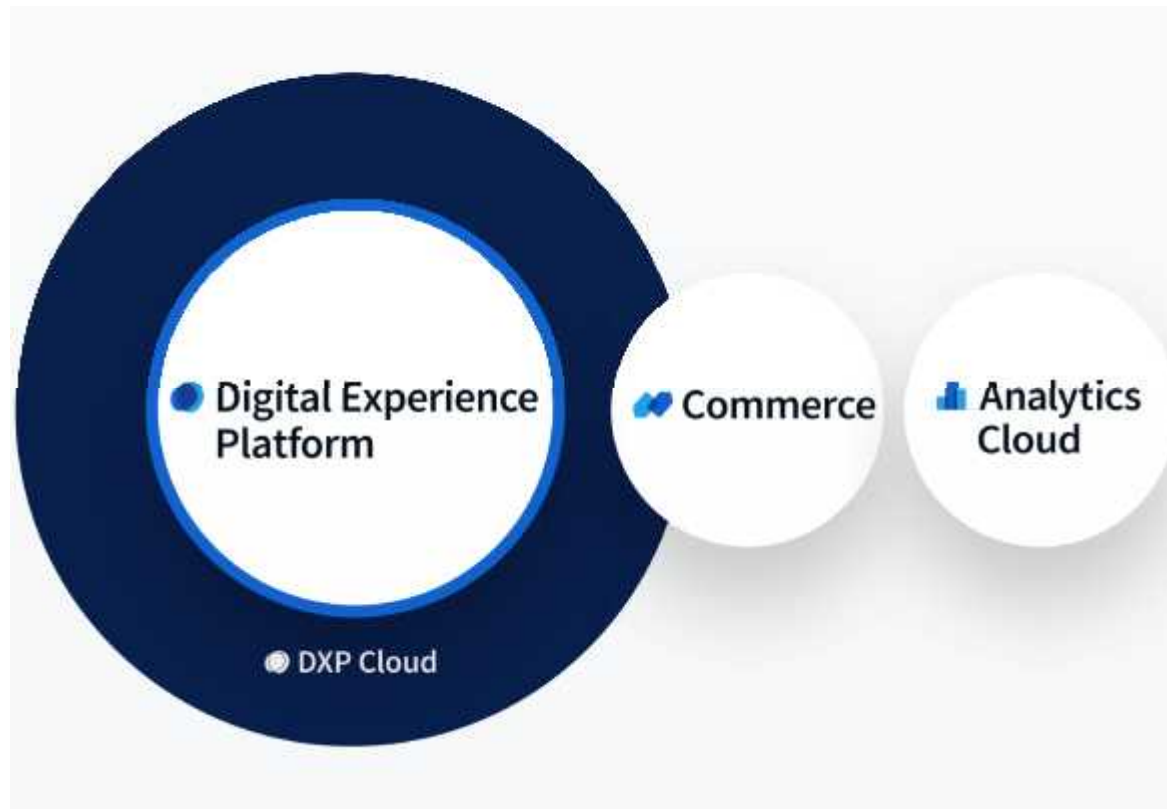 Digital Experience
Platform
Commerce
Analytics
Cloud
DXP Cloud